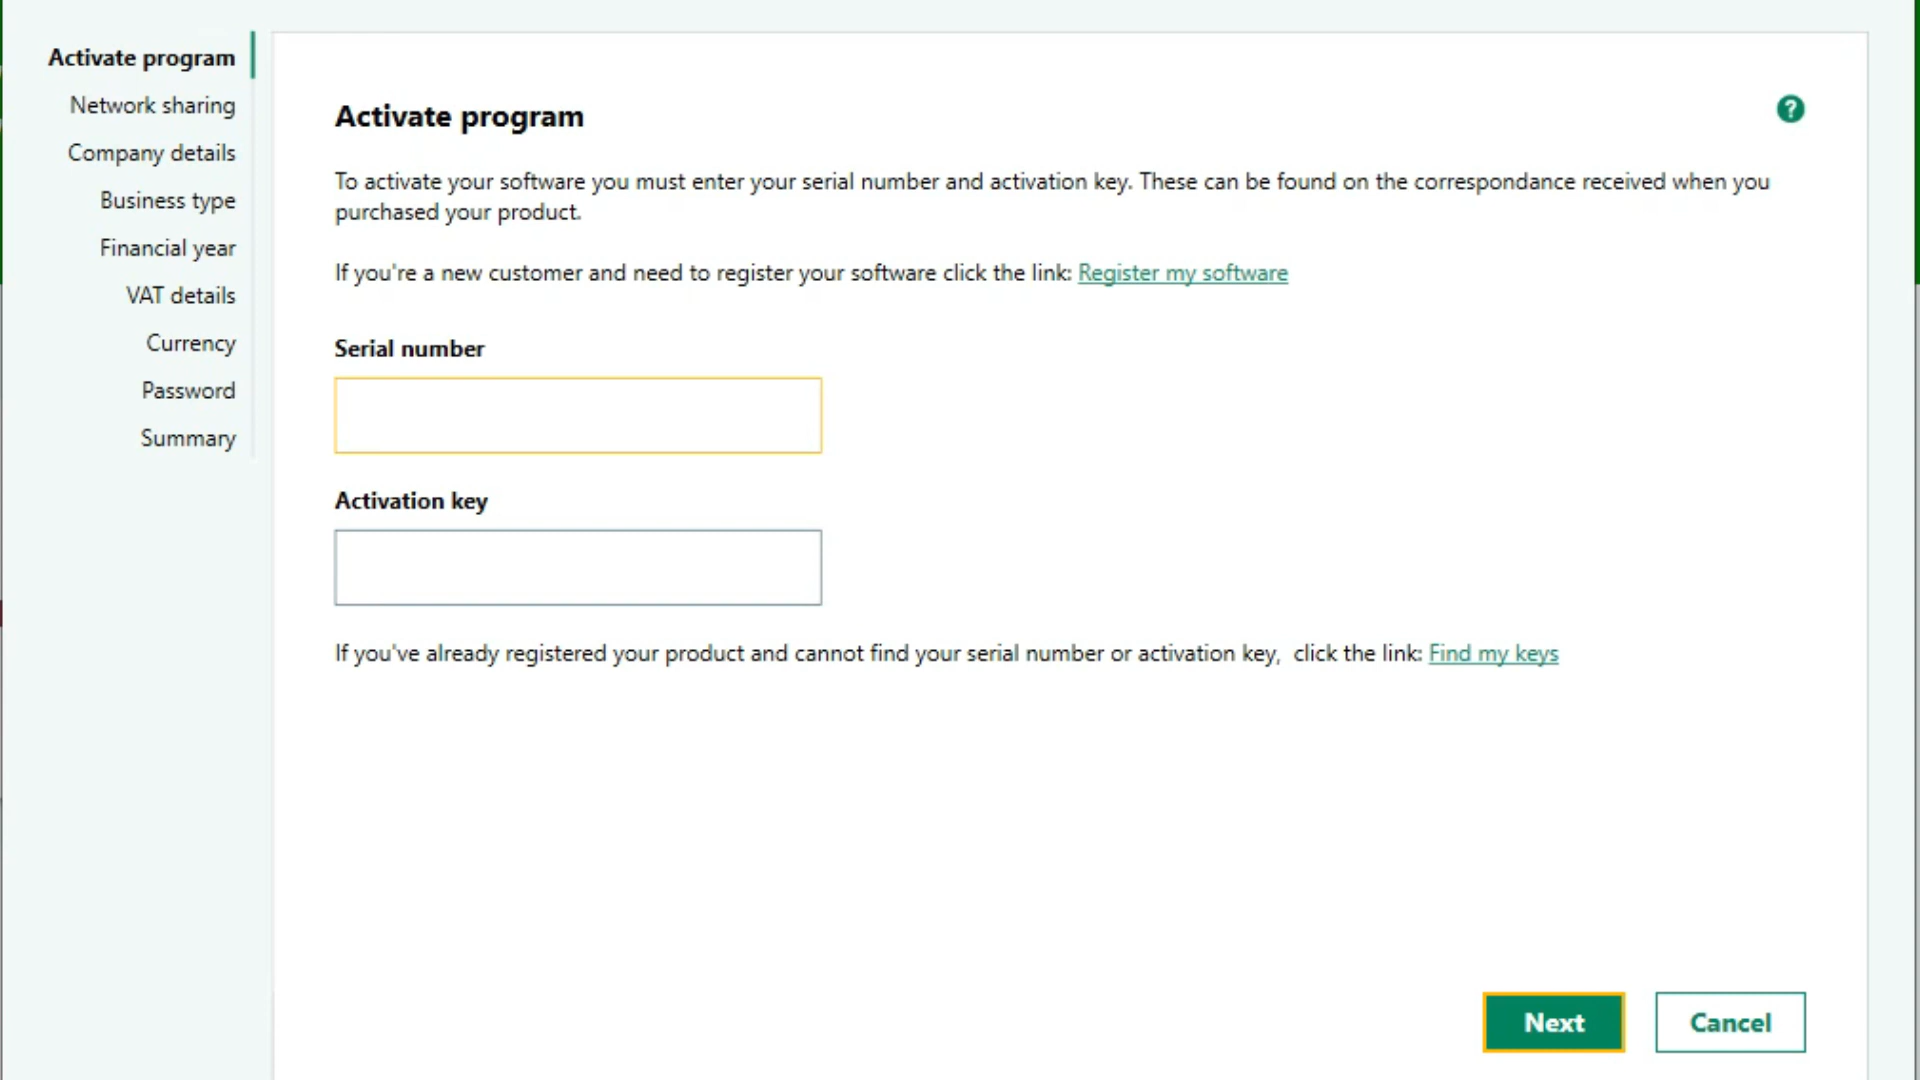 Activate program
Network sharing
Company details
Business type
Financial year
VAT details
Currency
Password
Summary
Activate program
?
To activate your software you must enter your serial number and activation key. These can be found on the correspondance received when you
purchased your product.
If you're a new customer and need to register your software click the link: Register my software
Serial number
Activation key
If you've already registered your product and cannot find your serial number or activation key,  click the link: Find my keys
Next
Cancel